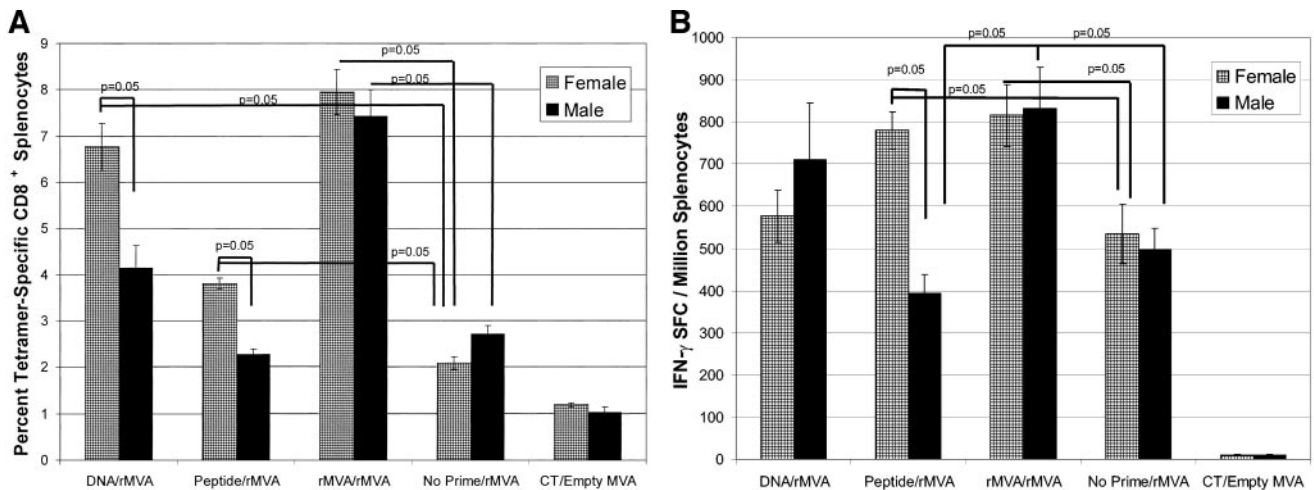 A
Percent Tetramer-Specific CD8 + Splenocytes
9
8
7
6
5
4
3
2
1
0
p=0.05
p=0.05
p=0.05
p=0.05
p=0.05
p=0.05
Female
Male
DNA/rMVA
Peptide/rMVA
rMVA/rMVA
No Prime/rMVA
CT/Empty MVA
B
IFN-γ SFC / Million Splenocytes
1000
900
800
700
600
500
400
300
200
100
0
p=0.05
p=0.05
p=0.05
p=0.05
p=0.05
Female
Male
DNA/rMVA
Peptide/rMVA
rMVA/rMVA
No Prime/rMVA
CT/Empty MVA